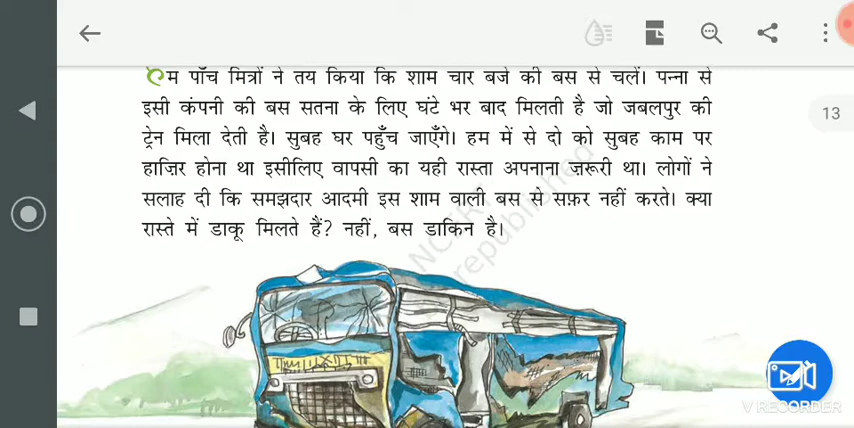 हम पाँच मित्रों ने तय किया कि शाम चार बजे की बस से चलें। पन्ना से
इसी कंपनी की बस सतना के लिए घंटे भर बाद मिलती है जो जबलपुर की
13
ट्रेन मिला देती है। सुबह घर पहुँच जाएँगे। हम में से दो को सुबह काम पर
हाज़िर होना था इसीलिए वापसी का यही रास्ता अपनाना ज़रूरी था। लोगों ने
सलाह दी कि समझदार आदमी इस शाम वाली बस से सफ़र नहीं करते। क्या
रास्ते में डाकू मिलते हैं? नहीं, बस डाकिन है।
republished
V RECORDER